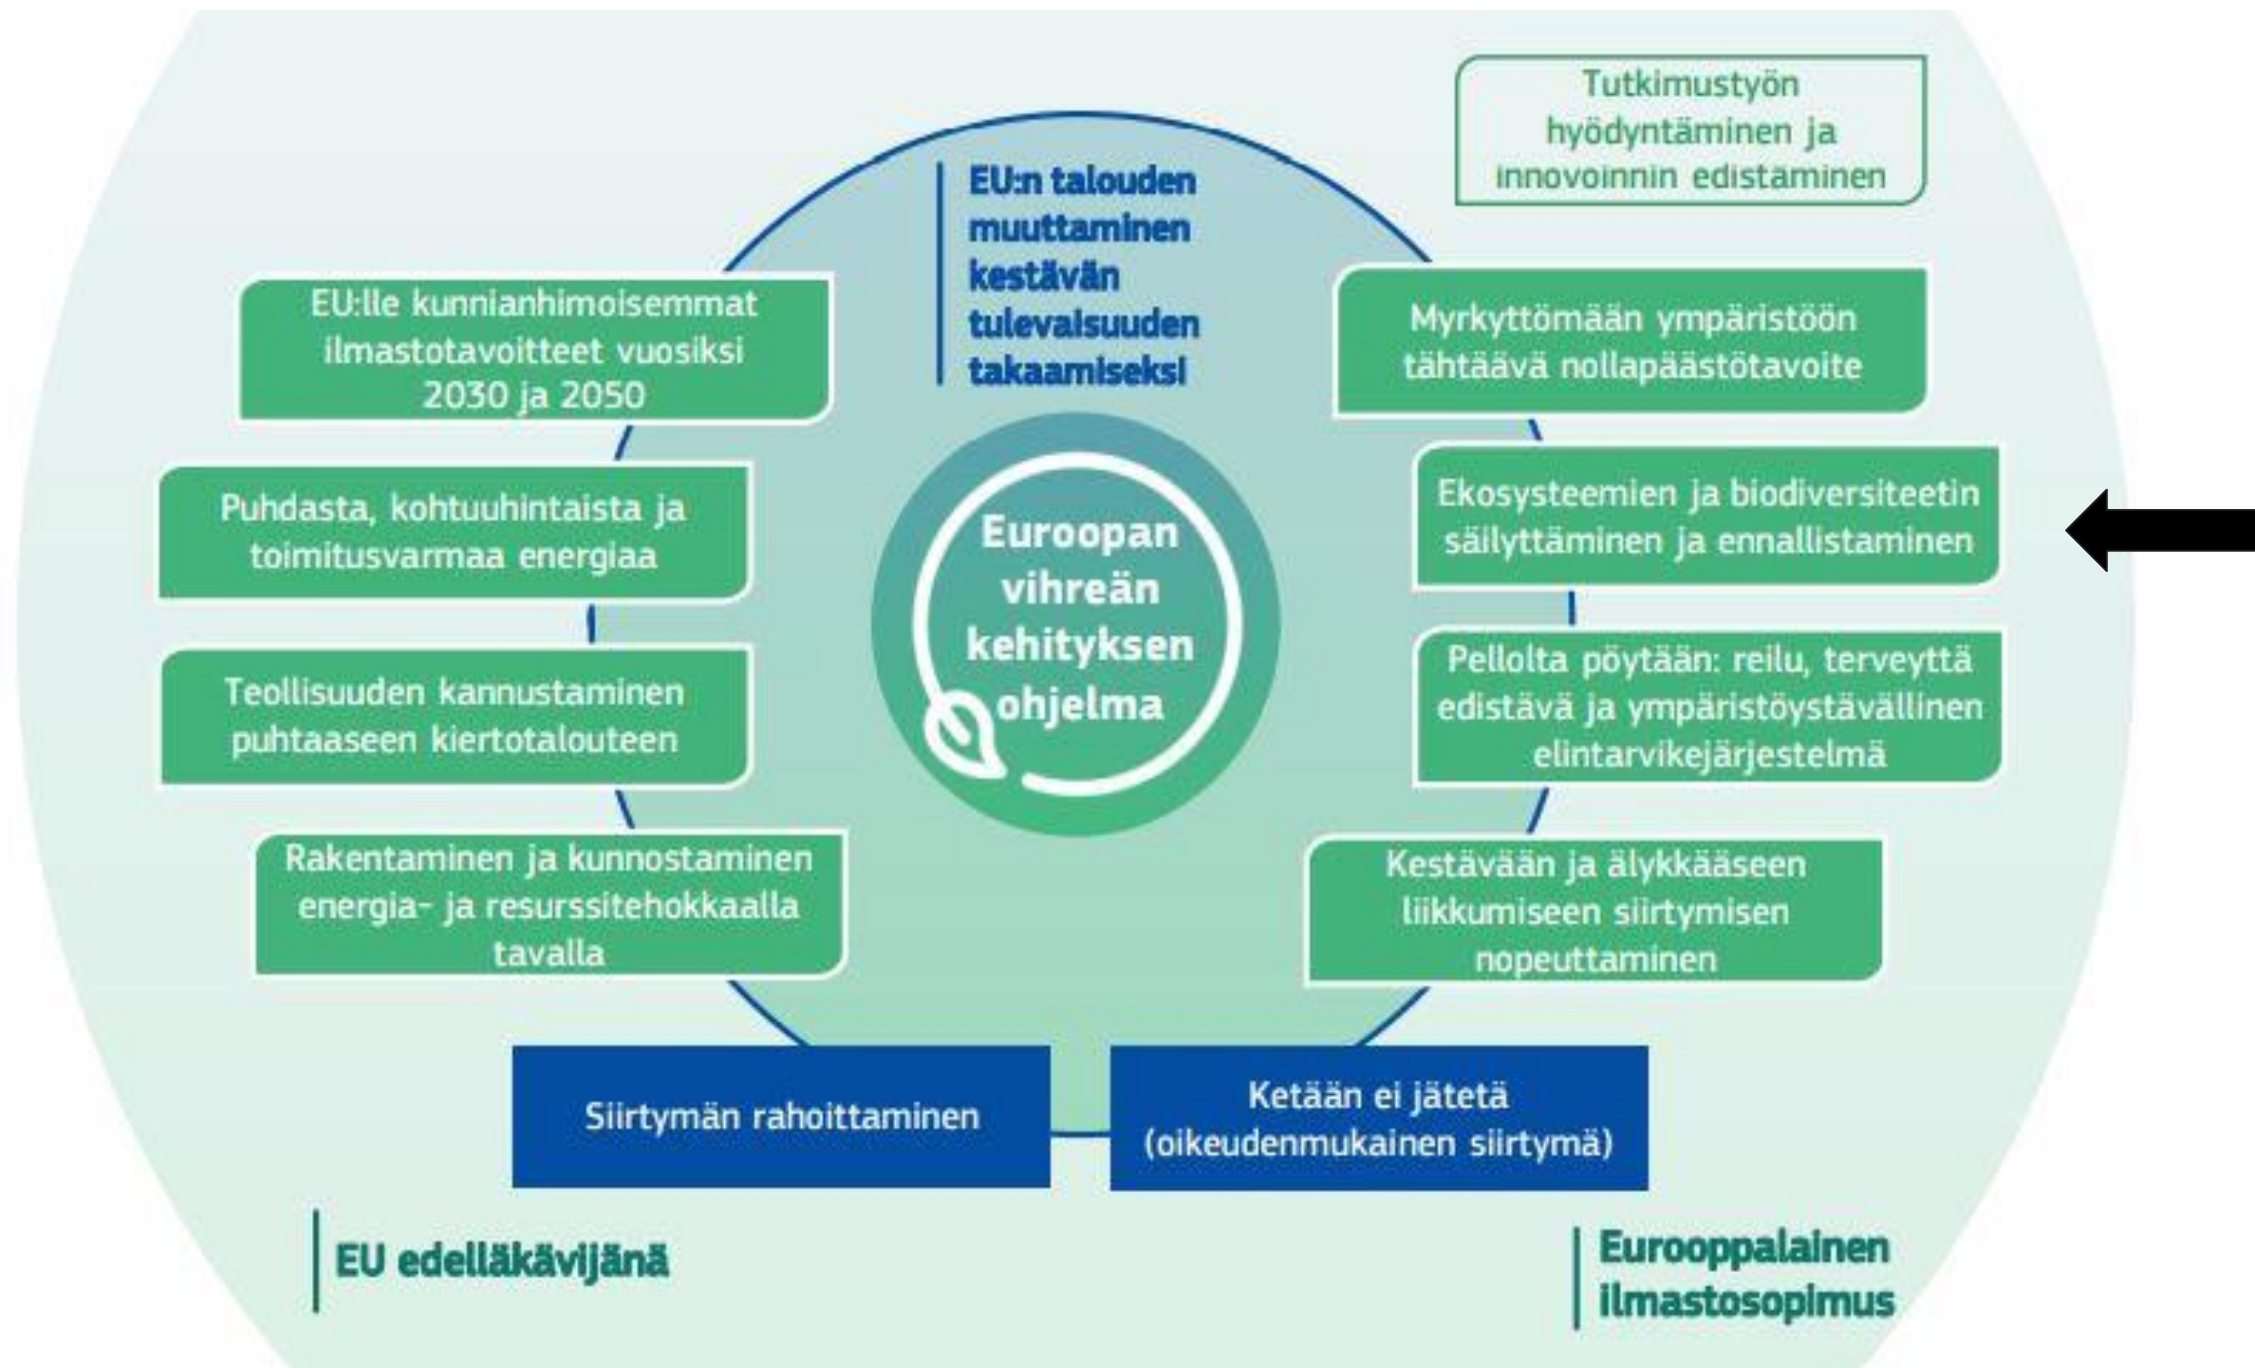 Tutkimustyön
hyödyntäminen ja
innovoinnin edistäminen
EU:n talouden
muuttaminen
kestävän
tulevaisuuden
takaamiseksi
EU:lle kunnianhimoisemmat
ilmastotavoitteet vuosiksi
2030 ja 2050
Puhdasta, kohtuuhintaista ja
toimitusvarmaa energiaa
Teollisuuden kannustaminen
puhtaaseen kiertotalouteen
Rakentaminen ja kunnostaminen
energia- ja resurssitehokkaalla
tavalla
Euroopan
vihreän
kehityksen
ohjelma
Myrkyttömään ympäristöön
tähtäävä nollapäästötavoite
Ekosysteemien ja biodiversiteetin
säilyttäminen ja ennallistaminen
Pellolta pöytään: reilu, terveyttä
edistävä ja ympäristöystävällinen
elintarvikejärjestelmä
Kestävään ja älykkääseen
liikkumiseen siirtymisen
nopeuttaminen
Siirtymän rahoittaminen
Ketään ei jätetä
(oikeudenmukainen siirtymä)
EU edelläkävijänä
Eurooppalainen
ilmastosopimus